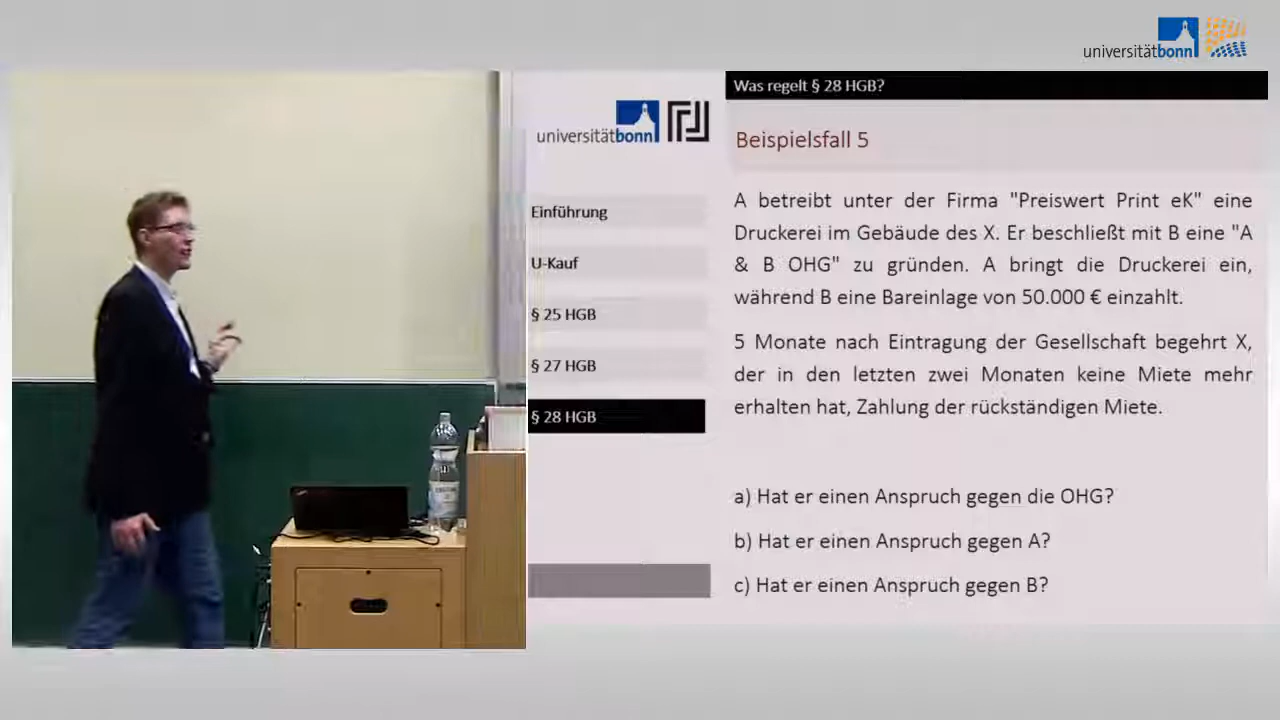 universitätbonn
Was regelt § 28 HGB?
universitätbonn
Beispielsfall 5
Einführung
U-Kauf
§ 25 HGB
§ 27 HGB
§ 28 HGB
A betreibt unter der Firma "Preiswert Print eK" eine
Druckerei im Gebäude des X. Er beschließt mit B eine "A
& B OHG" zu gründen. A bringt die Druckerei ein,
während B eine Bareinlage von 50.000 € einzahlt.
5 Monate nach Eintragung der Gesellschaft begehrt X,
der in den letzten zwei Monaten keine Miete mehr
erhalten hat, Zahlung der rückständigen Miete.
a) Hat er einen Anspruch gegen die OHG?
b) Hat er einen Anspruch gegen A?
c) Hat er einen Anspruch gegen B?